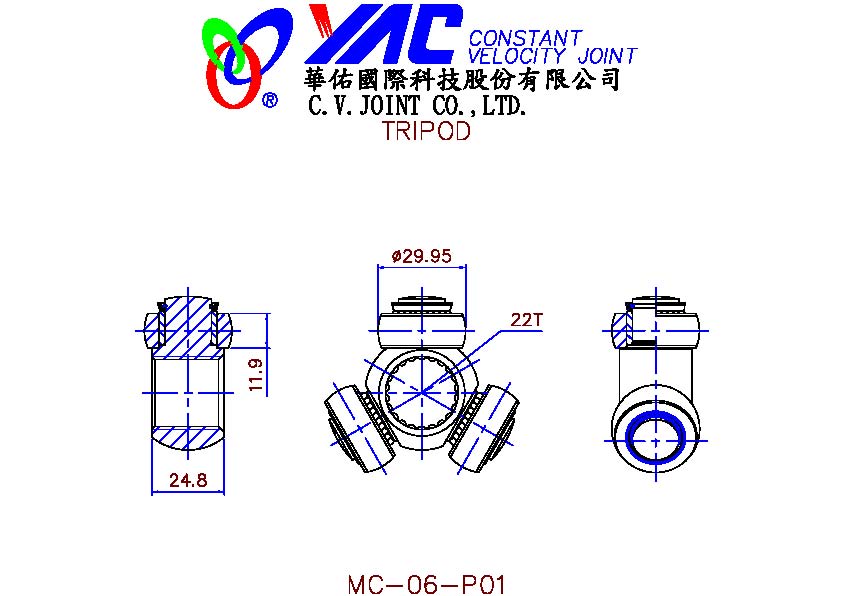 YAC CONSTANT
VELOCITY JOINT
®
華佑國際科技股份有限公司
C.V.JOINT CO.,LTD.
TRIPOD
ø29.95
22T
11.9
24.8
MC-06-P01